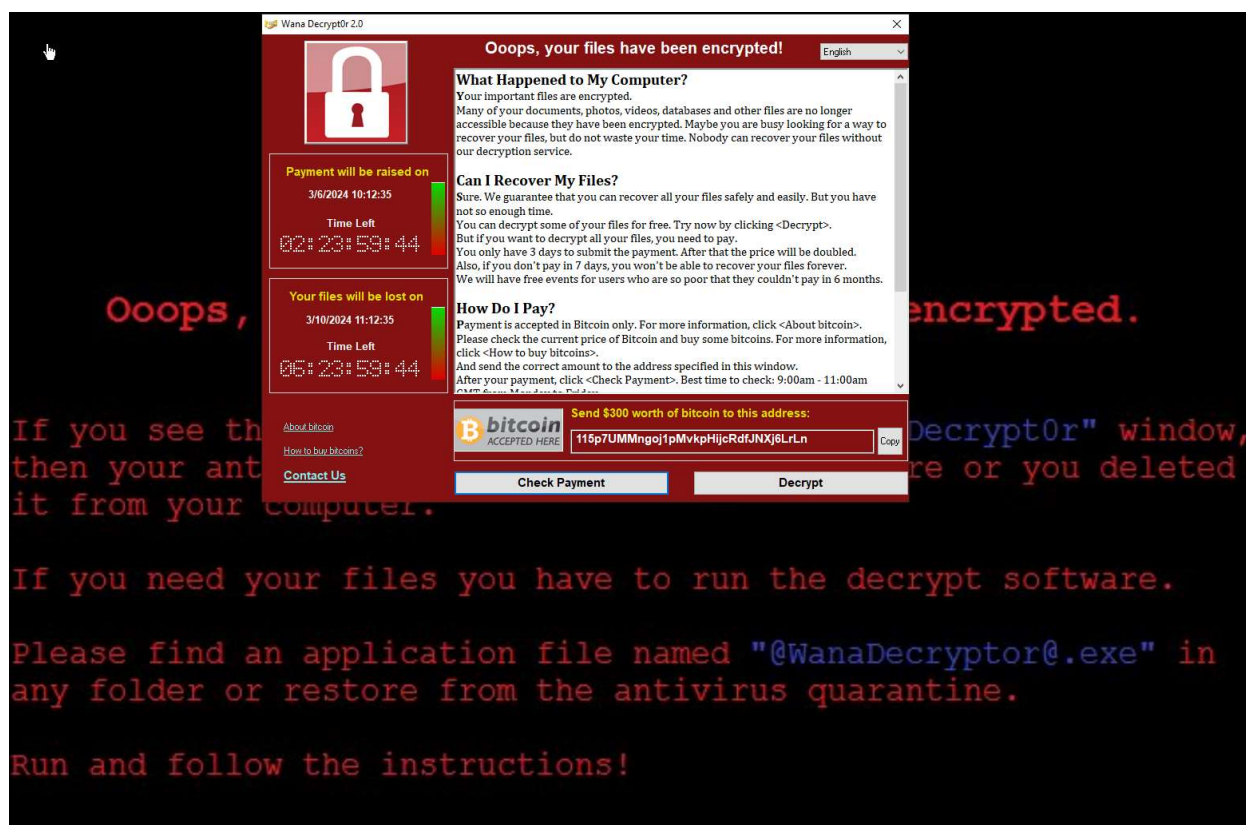 Wana Decrypt0r 2.0
Ooops, your files have been encrypted!
English
What Happened to My Computer?
Your important files are encrypted.
Many of your documents, photos, videos, databases and other files are no longer
accessible because they have been encrypted. Maybe you are busy looking for a way to
recover your files, but do not waste your time. Nobody can recover your files without
our decryption service.
Can I Recover My Files?
Sure. We guarantee that you can recover all your files safely and easily. But you have
not so enough time.
You can decrypt some of your files for free. Try now by clicking <Decrypt>.
But if you want to decrypt all your files, you need to pay.
You only have 3 days to submit the payment. After that the price will be doubled.
Also, if you don't pay in 7 days, you won't be able to recover your files forever.
We will have free events for users who are so poor that they couldn't pay in 6 months.
How Do I Pay?
Payment is accepted in Bitcoin only. For more information, click <About bitcoin>.
Please check the current price of Bitcoin and buy some bitcoins. For more information,
click <How to buy bitcoins>.
And send the correct amount to the address specified in this window.
After your payment, click <Check Payment>. Best time to check: 9:00am - 11:00am
Payment will be raised on
3/6/2024 10:12:35
Time Left
02:23:59:44
Your files will be lost on
3/10/2024 11:12:35
Time Left
06:23:59:44
About bitcoin
How to buy bitcoins?
Contact Us
bitcoin
ACCEPTED HERE
Send $300 worth of bitcoin to this address:
115p7UMMngoj1pMvkpHijcRdfJNXj6LrLn
Copy
Check Payment
Decrypt
Ooops, encrypted.
If you see Decrypt0r" window,
then your or you deleted
it from your computer.
If you need your files you have to run the decrypt software.
Please find an application file named "@WanaDecryptor@.exe" in
any folder or restore from the antivirus quarantine.
Run and follow the instructions!